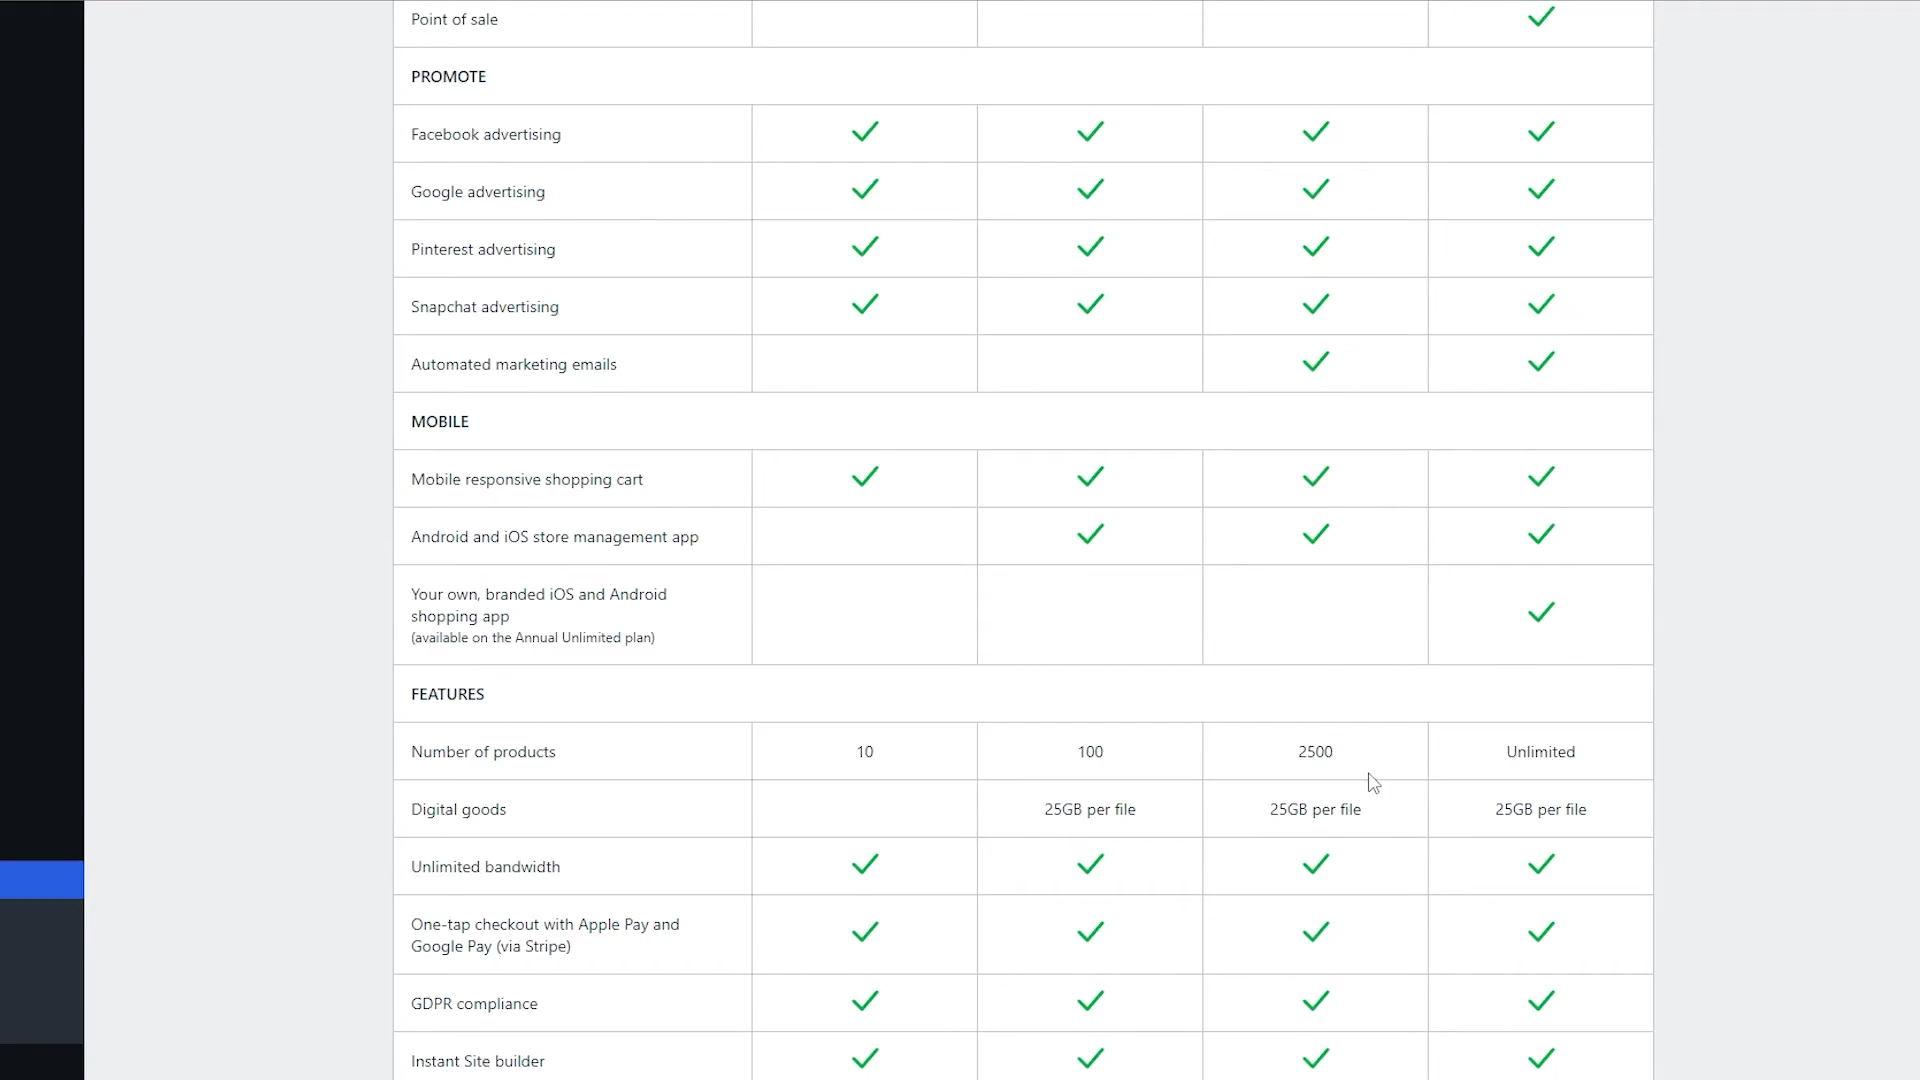 Point of sale
PROMOTE
Facebook advertising
Google advertising
Pinterest advertising
Snapchat advertising
Automated marketing emails
MOBILE
Mobile responsive shopping cart
Android and iOS store management app
Your own, branded iOS and Android
shopping app
(available on the Annual Unlimited plan)
FEATURES
Number of products 10 100 2500 Unlimited
Digital goods 25GB per file 25GB per file 25GB per file
Unlimited bandwidth
One-tap checkout with Apple Pay and
Google Pay (via Stripe)
GDPR compliance
Instant Site builder